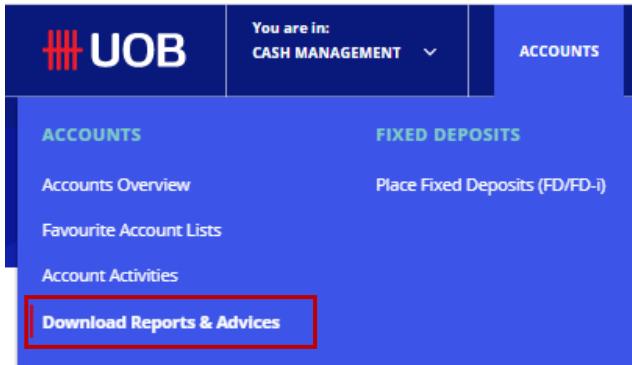 UOB
You are in:
CASH MANAGEMENT
ACCOUNTS
ACCOUNTS
Accounts Overview
Favourite Account Lists
Account Activities
Download Reports & Advices
FIXED DEPOSITS
Place Fixed Deposits (FD/FD-i)